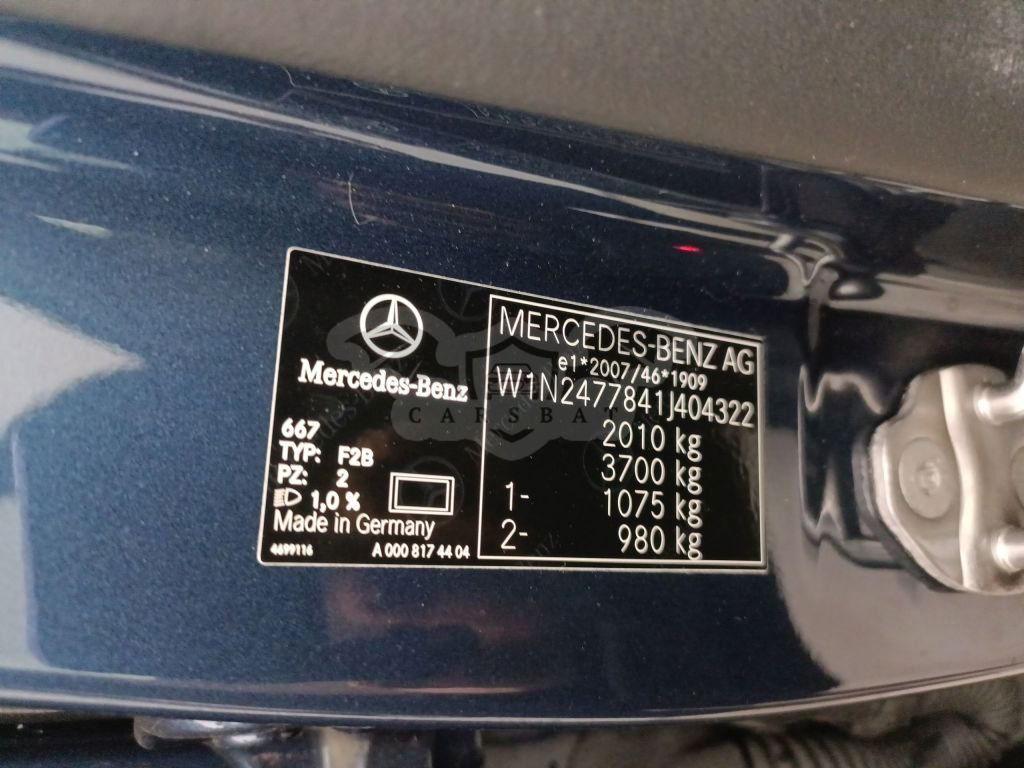 Mercedes-Benz
667
TYP: F2B
PZ: 2
1,0 %
Made in Germany
4699116 A 000 817 44 04
MERCEDES-BENZ AG
e1*2007/46*1909
W1N2477841J404322
2010 kg
3700 kg
1- 1075 kg
2- 980 kg
CARSBAT